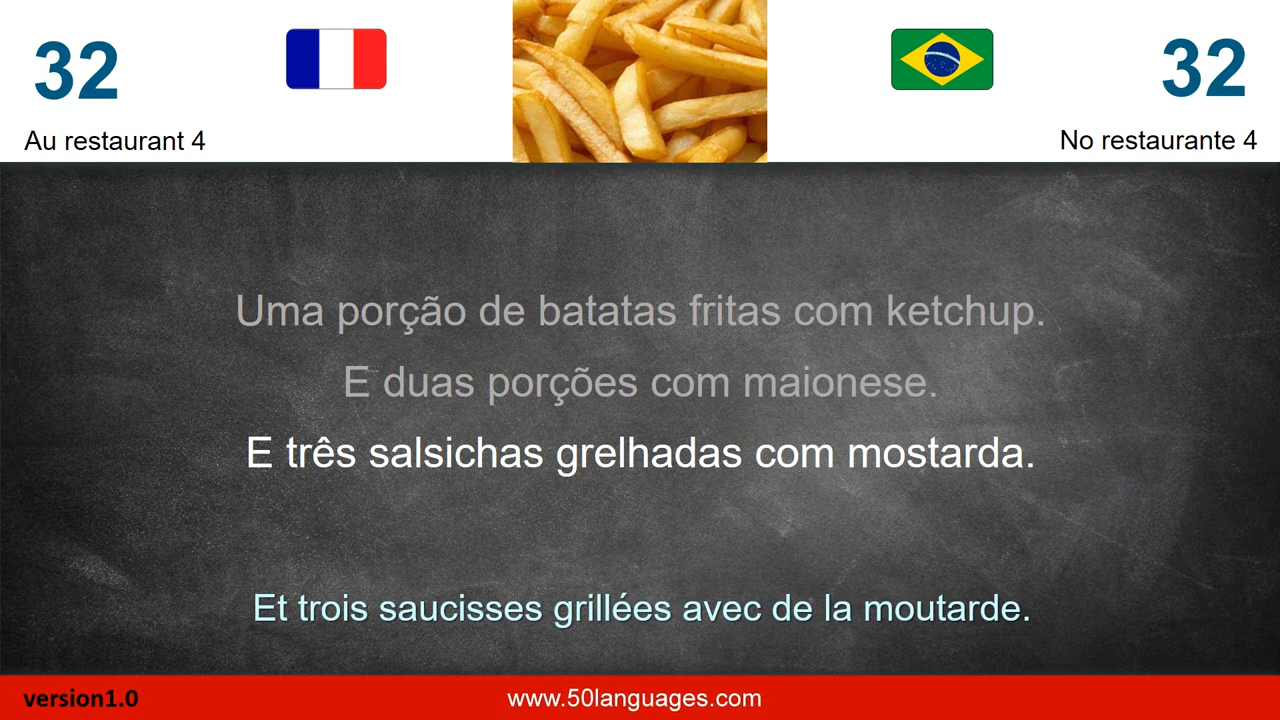 32
32
Au restaurant 4
No restaurante 4
Uma porção de batatas fritas com ketchup.
E duas porções com maionese.
E três salsichas grelhadas com mostarda.
Et trois saucisses grillées avec de la moutarde.
version1.0
www.50languages.com